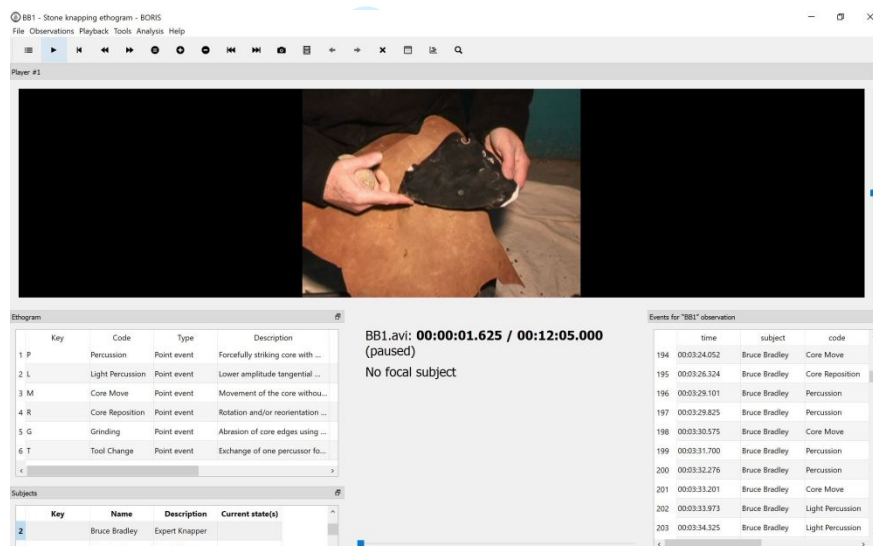 BB1 - Stone knapping ethogram - BORIS
File Observations Playback Tools Analysis Help
Player #1
Ethogram
Key Code Type Description
1 P Percussion Point event Forcefully striking core with ...
2 L Light Percussion Point event Lower amplitude tangential ...
3 M Core Move Point event Movement of the core withou...
4 R Core Reposition Point event Rotation and/or reorientation ...
5 G Grinding Point event Abrasion of core edges using ...
6 T Tool Change Point event Exchange of one percussor fo...
Subjects
Key Name Description Current state(s)
2 Bruce Bradley Expert Knapper
BB1.avi: 00:00:01.625 / 00:12:05.000
(paused)
No focal subject
Events for "BB1" observation
time subject code
194 00:03:24.052 Bruce Bradley Core Move
195 00:03:26.324 Bruce Bradley Core Reposition
196 00:03:29.101 Bruce Bradley Percussion
197 00:03:29.825 Bruce Bradley Percussion
198 00:03:30.575 Bruce Bradley Core Move
199 00:03:31.700 Bruce Bradley Percussion
200 00:03:32.276 Bruce Bradley Percussion
201 00:03:33.201 Bruce Bradley Core Move
202 00:03:33.973 Bruce Bradley Light Percussion
203 00:03:34.325 Bruce Bradley Light Percussion